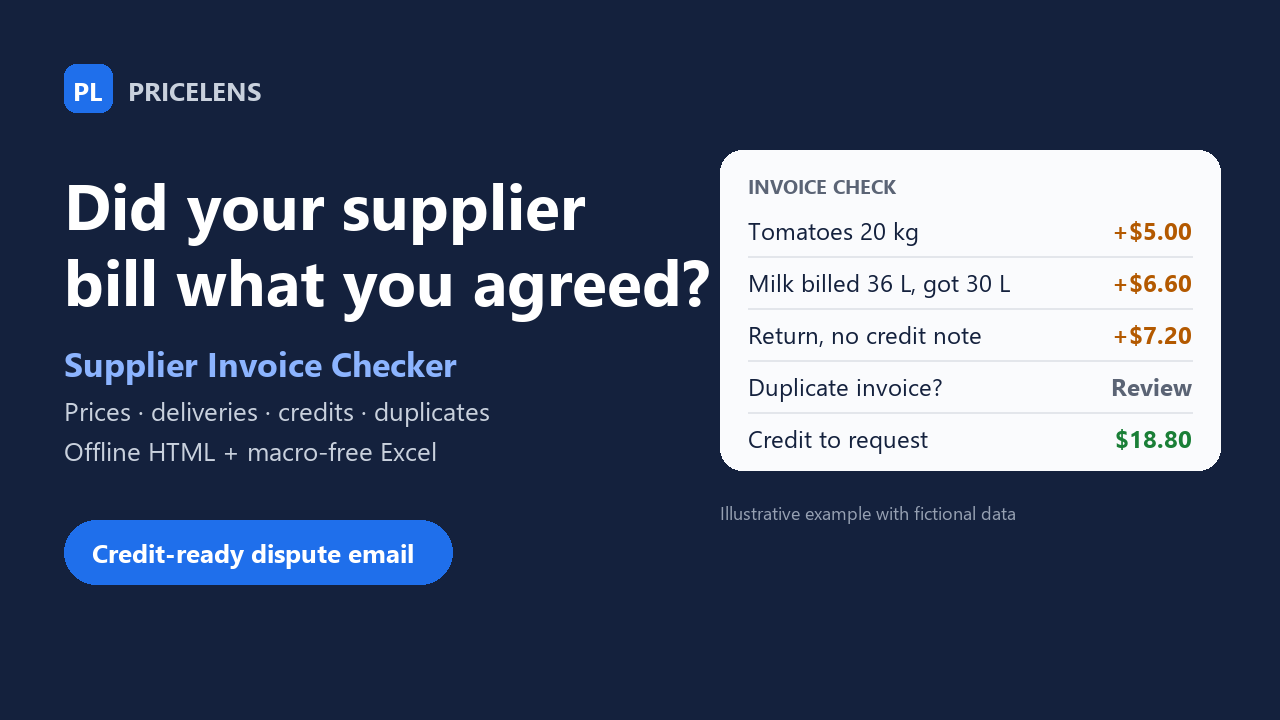 PL PRICELENS
Did your supplier
bill what you agreed?
Supplier Invoice Checker
Prices · deliveries · credits · duplicates
Offline HTML + macro-free Excel
Credit-ready dispute email
INVOICE CHECK
Tomatoes 20 kg +$5.00
Milk billed 36 L, got 30 L +$6.60
Return, no credit note +$7.20
Duplicate invoice? Review
Credit to request $18.80
Illustrative example with fictional data